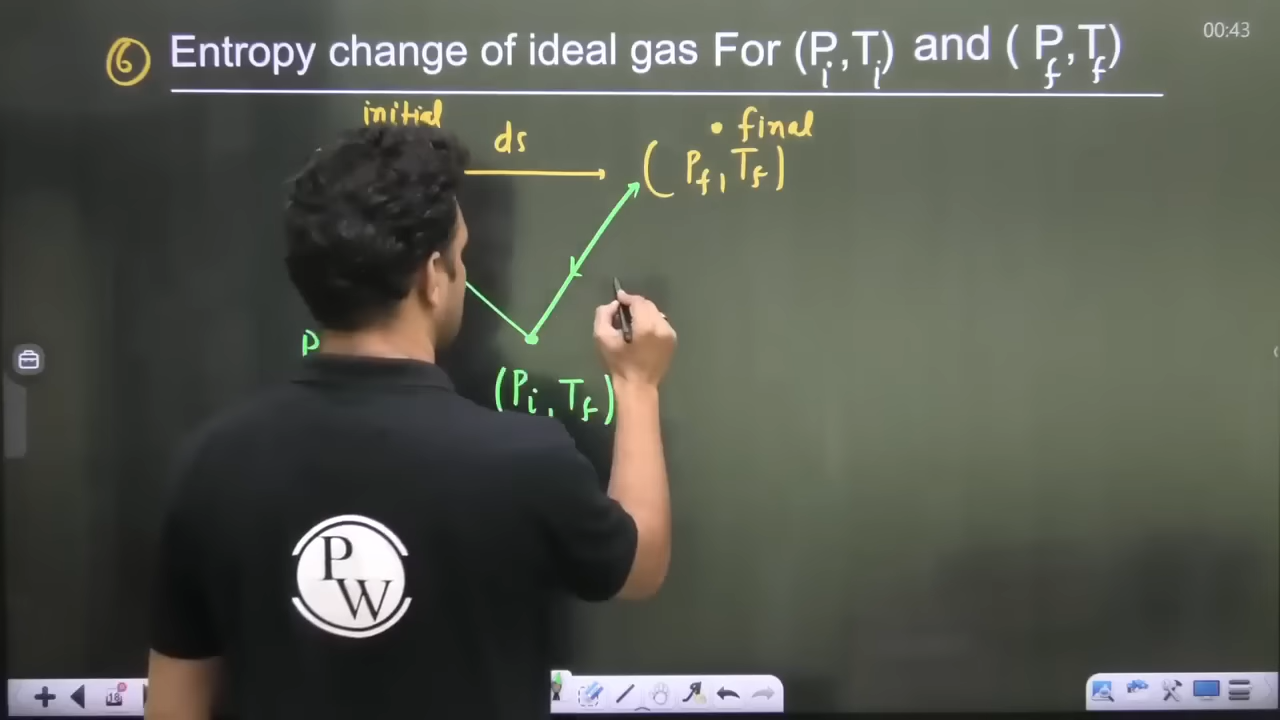 00:43
6 Entropy change of ideal gas For (Pi,Ti) and ( Pf,Tf)
initial
ds
• final
( Pf, Tf)
P
(Pi, Tf)
P
W
18